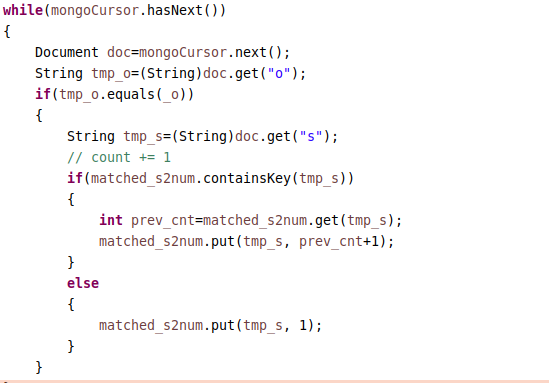 while(mongoCursor.hasNext())
{
    Document doc=mongoCursor.next();
    String tmp_o=(String)doc.get("o");
    if(tmp_o.equals(_o))
    {
        String tmp_s=(String)doc.get("s");
        // count += 1
        if(matched_s2num.containsKey(tmp_s))
        {
            int prev_cnt=matched_s2num.get(tmp_s);
            matched_s2num.put(tmp_s, prev_cnt+1);
        }
        else
        {
            matched_s2num.put(tmp_s, 1);
        }
    }